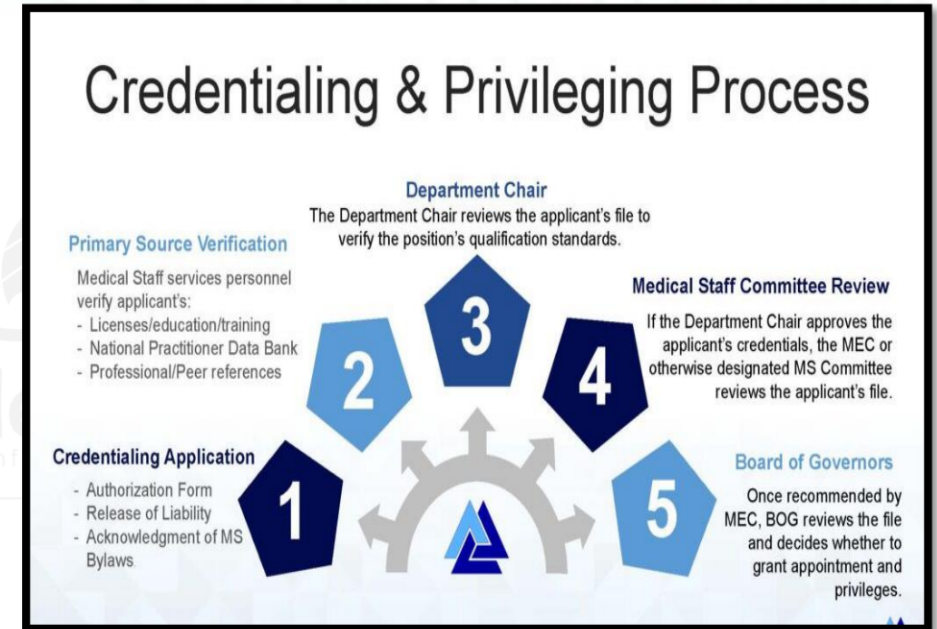 Credentialing & Privileging Process
Department Chair
The Department Chair reviews the applicant's file to
verify the position's qualification standards.
Primary Source Verification
Medical Staff services personnel
verify applicant's:
- Licenses/education/training
- National Practitioner Data Bank
- Professional/Peer references
Medical Staff Committee Review
If the Department Chair approves the
applicant's credentials, the MEC or
otherwise designated MS Committee
reviews the applicant's file.
Credentialing Application
- Authorization Form
- Release of Liability
- Acknowledgment of MS
Bylaws
Board of Governors
Once recommended by
MEC, BOG reviews the file
and decides whether to
grant appointment and
privileges.
1
2
3
4
5